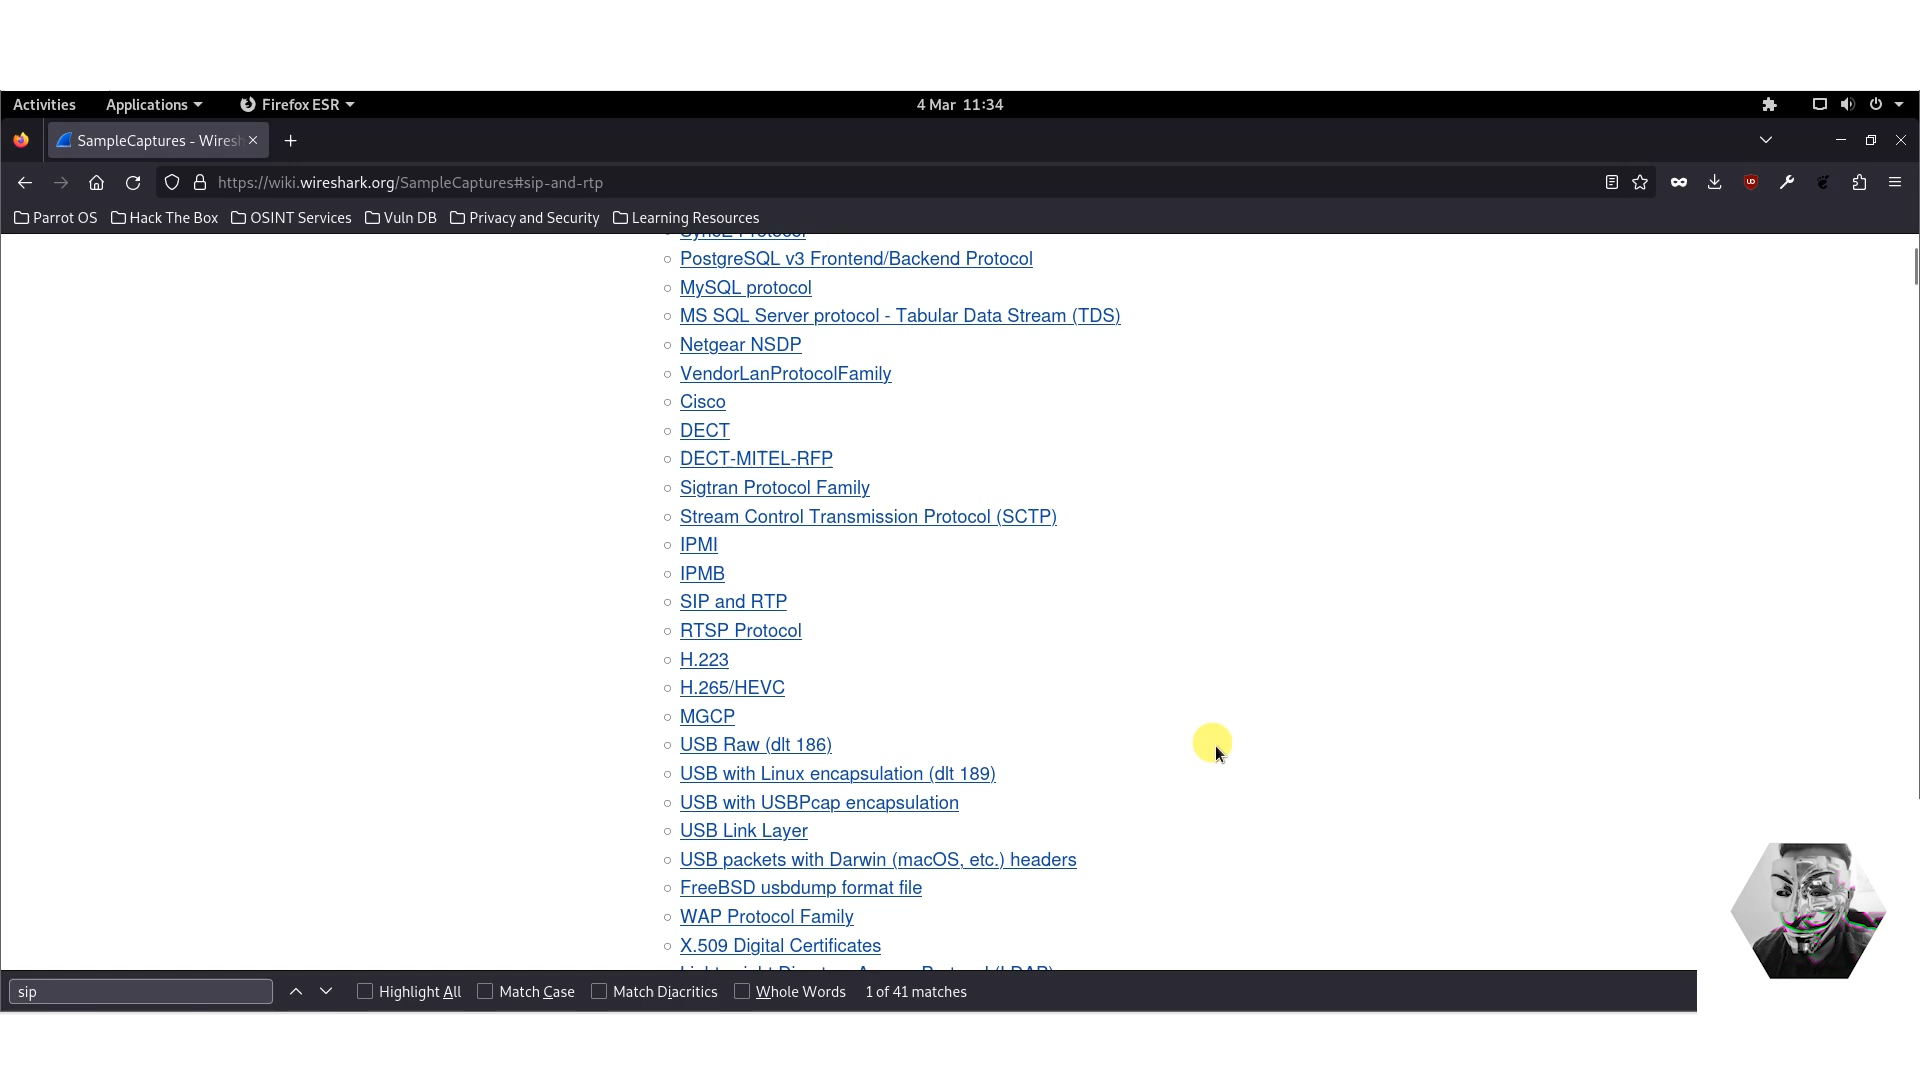 Activities Applications Firefox ESR 4 Mar 11:34
SampleCaptures - Wires
https://wiki.wireshark.org/SampleCaptures#sip-and-rtp
Parrot OS Hack The Box OSINT Services Vuln DB Privacy and Security Learning Resources
PostgreSQL v3 Frontend/Backend Protocol
MySQL protocol
MS SQL Server protocol - Tabular Data Stream (TDS)
Netgear NSDP
VendorLanProtocolFamily
Cisco
DECT
DECT-MITEL-RFP
Sigtran Protocol Family
Stream Control Transmission Protocol (SCTP)
IPMI
IPMB
SIP and RTP
RTSP Protocol
H.223
H.265/HEVC
MGCP
USB Raw (dlt 186)
USB with Linux encapsulation (dlt 189)
USB with USBPcap encapsulation
USB Link Layer
USB packets with Darwin (macOS, etc.) headers
FreeBSD usbdump format file
WAP Protocol Family
X.509 Digital Certificates
sip Highlight All Match Case Match Diacritics Whole Words 1 of 41 matches